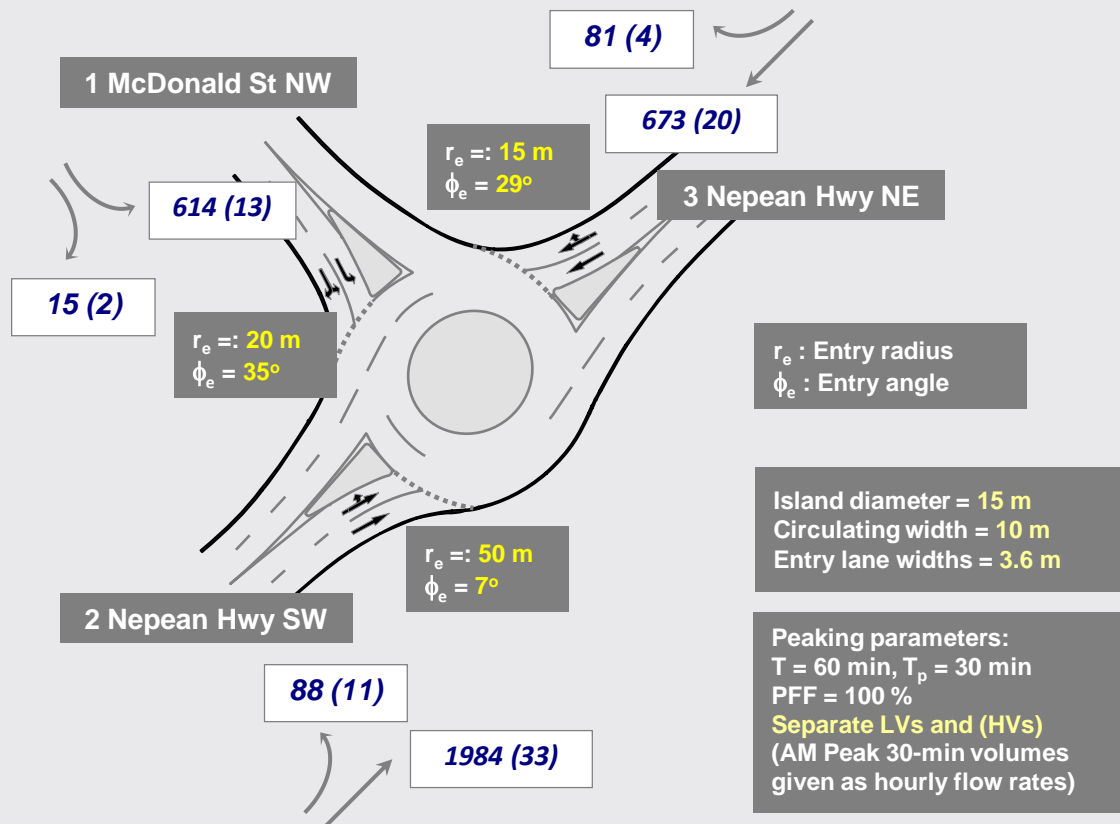 81 (4)
1 McDonald St NW
673 (20)
rₑ =: 15 m
ϕₑ = 29°
614 (13)
3 Nepean Hwy NE
15 (2)
rₑ =: 20 m
ϕₑ = 35°
rₑ : Entry radius
ϕₑ : Entry angle
Island diameter = 15 m
Circulating width = 10 m
Entry lane widths = 3.6 m
rₑ =: 50 m
ϕₑ = 7°
2 Nepean Hwy SW
Peaking parameters:
T = 60 min, Tₚ = 30 min
PFF = 100 %
Separate LVs and (HVs)
(AM Peak 30-min volumes
given as hourly flow rates)
88 (11)
1984 (33)